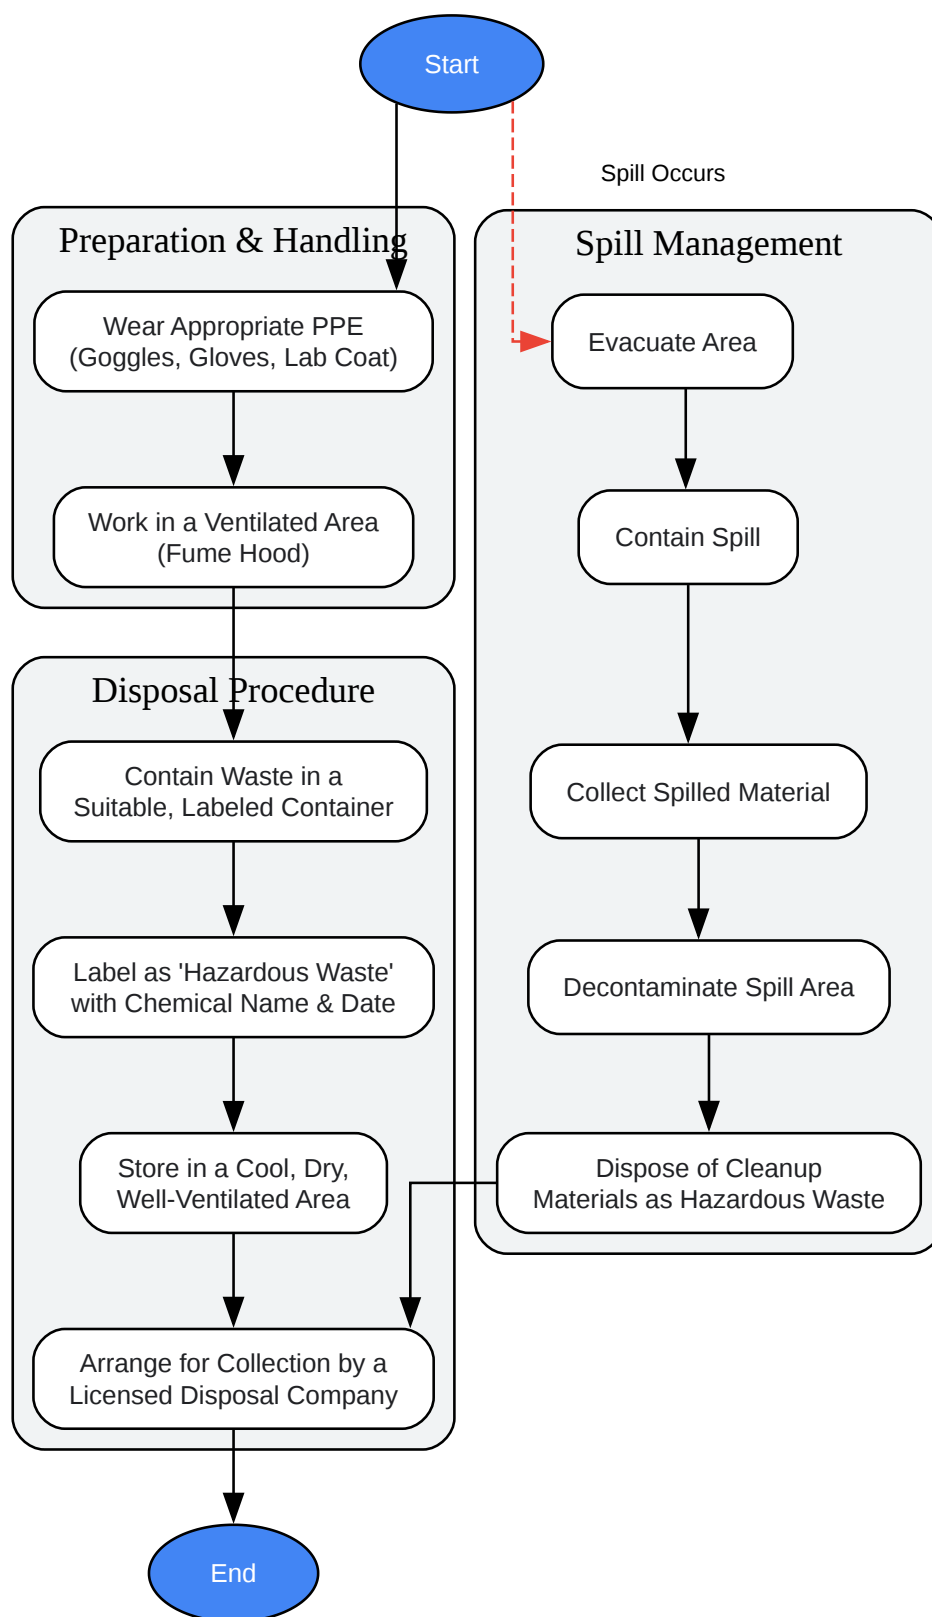 Start
Spill Occurs
Preparation & Handling
Wear Appropriate PPE
(Goggles, Gloves, Lab Coat)
Work in a Ventilated Area
(Fume Hood)
Disposal Procedure
Contain Waste in a
Suitable, Labeled Container
Label as 'Hazardous Waste'
with Chemical Name & Date
Store in a Cool, Dry,
Well-Ventilated Area
Arrange for Collection by a
Licensed Disposal Company
End
Spill Management
Evacuate Area
Contain Spill
Collect Spilled Material
Decontaminate Spill Area
Dispose of Cleanup
Materials as Hazardous Waste